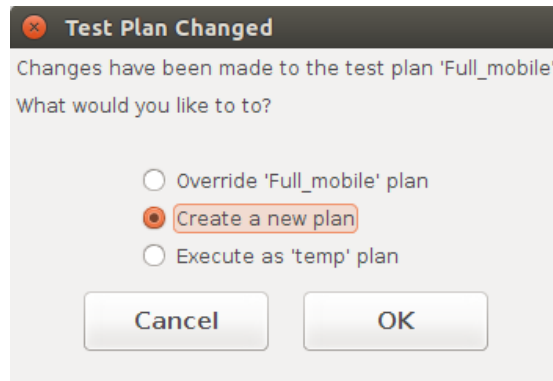 Test Plan Changed
Changes have been made to the test plan 'Full_mobile'
What would you like to to?
Override 'Full_mobile' plan
Create a new plan
Execute as 'temp' plan
Cancel OK